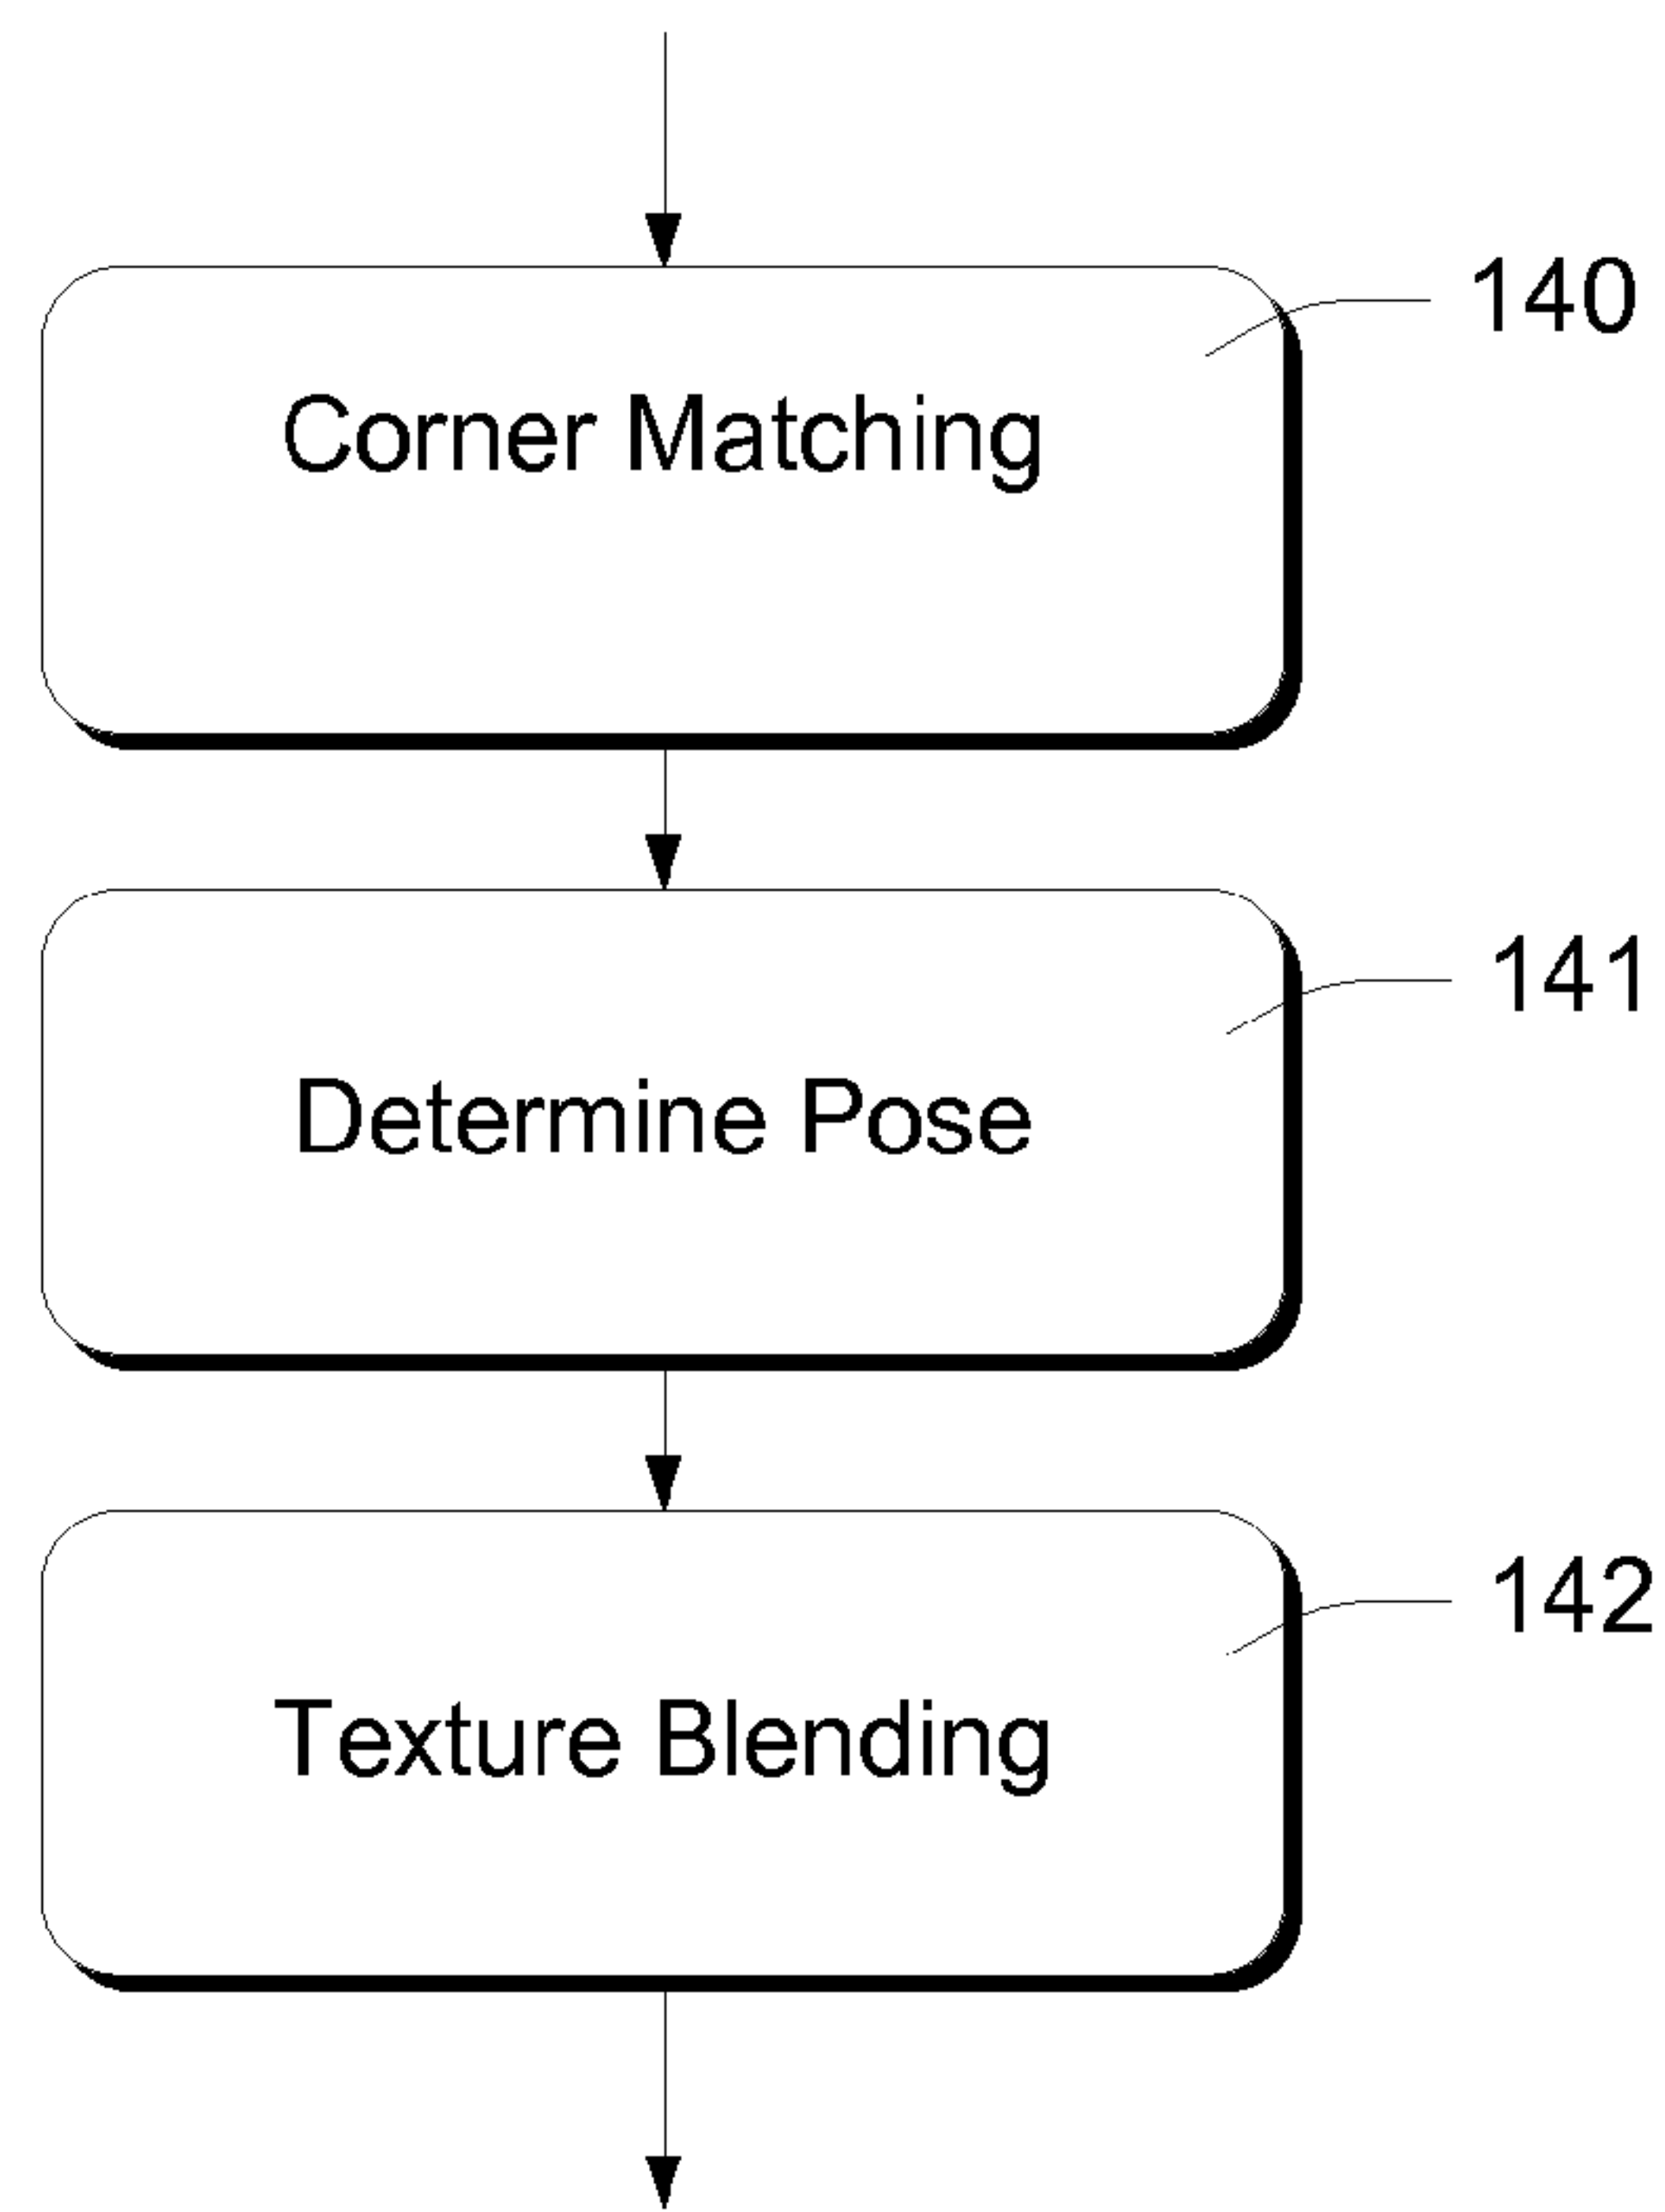 140
Corner Matching
141
Determine Pose
142
Texture Blending